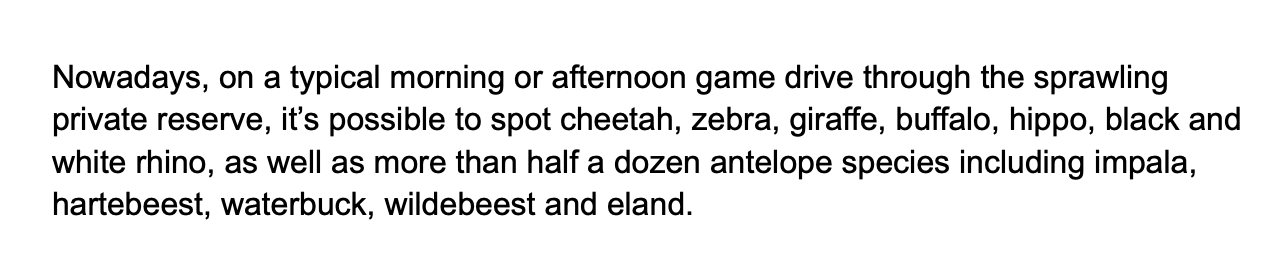 Nowadays, on a typical morning or afternoon game drive through the sprawling
private reserve, it’s possible to spot cheetah, zebra, giraffe, buffalo, hippo, black and
white rhino, as well as more than half a dozen antelope species including impala,
hartebeest, waterbuck, wildebeest and eland.